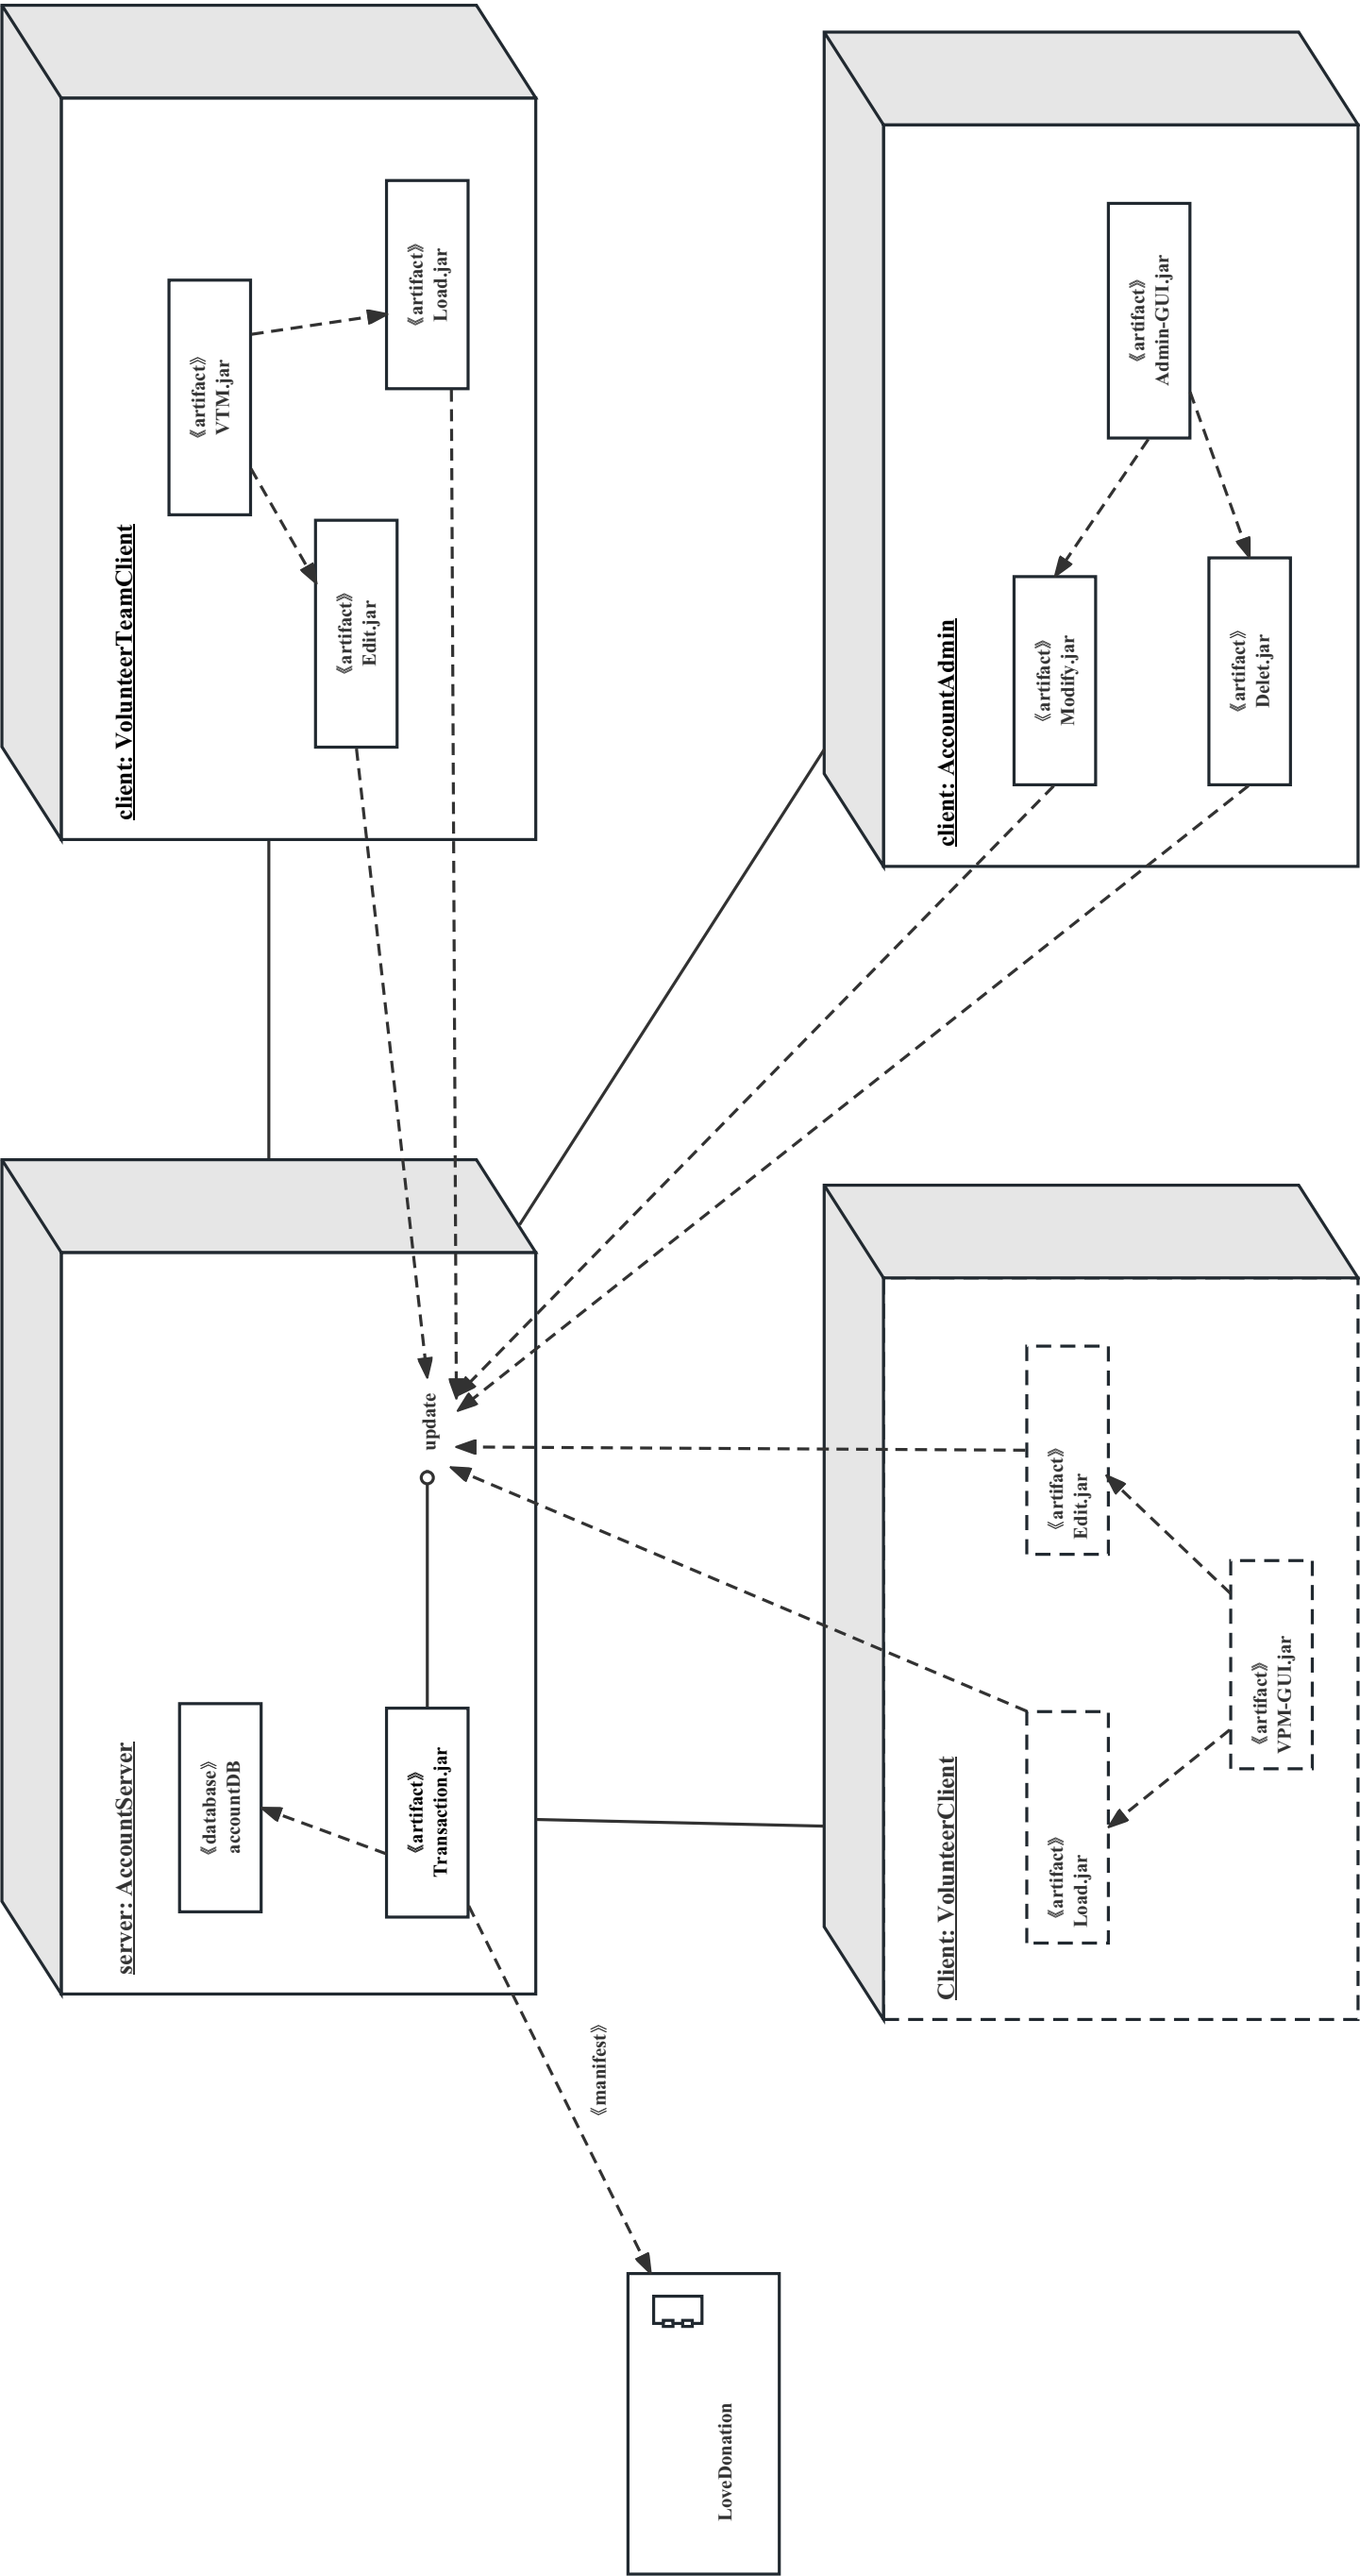 client: VolunteerTeamClient
《artifact》
VTM.jar
《artifact》
Edit.jar
《artifact》
Load.jar
client: AccountAdmin
《artifact》
Admin-GUI.jar
《artifact》
Modify.jar
《artifact》
Delet.jar
server: AccountServer
《database》
accountDB
《artifact》
Transaction.jar
update
Client: VolunteerClient
《artifact》
Edit.jar
《artifact》
Load.jar
《artifact》
VPM-GUI.jar
《manifest》
LoveDonation